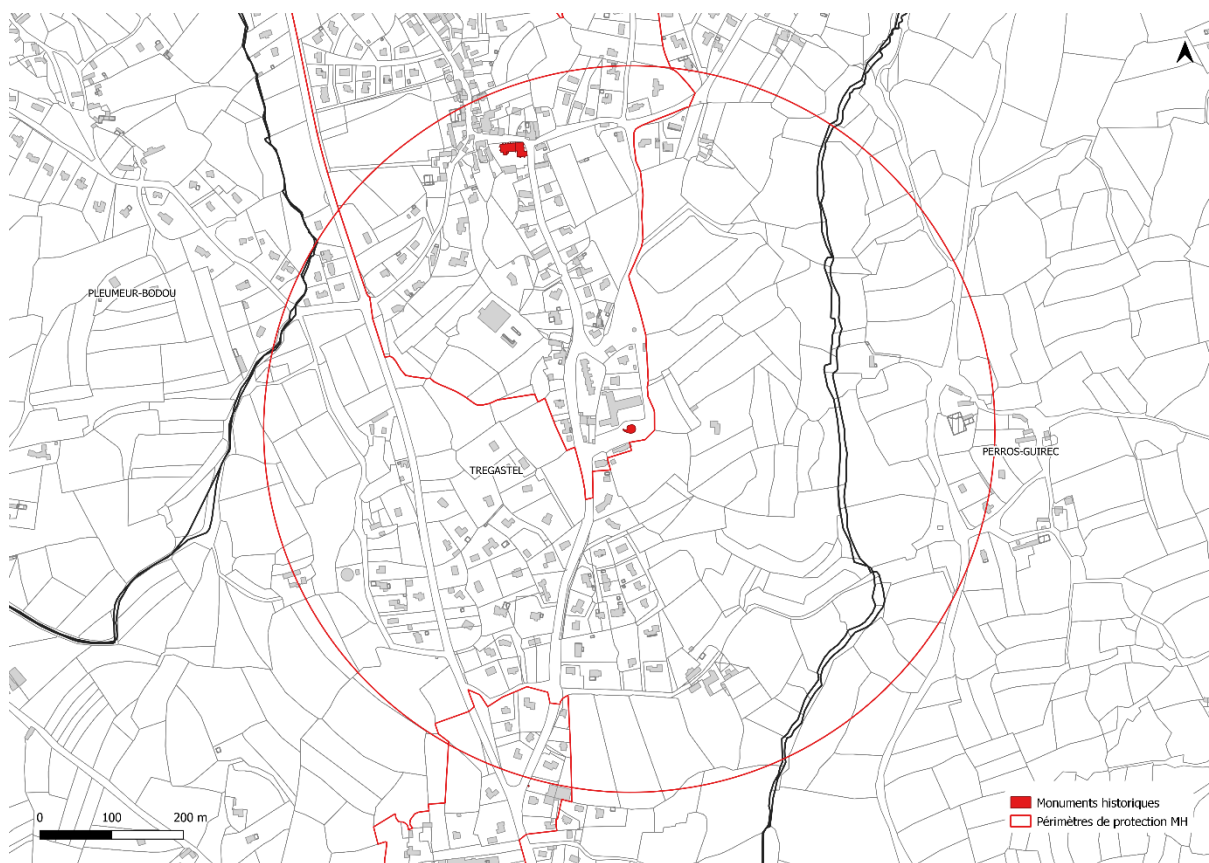 PLEUMEUR-BODOU
TREGASTEL
PERROS-GUIREC
Monuments historiques
Périmètres de protection MH
0 100 200 m